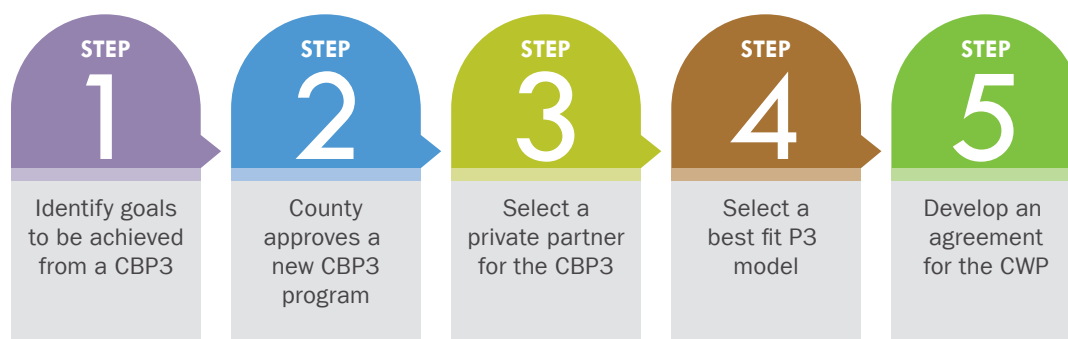 STEP
1
Identify goals
to be achieved
from a CBP3
STEP
2
County
approves a
new CBP3
program
STEP
3
Select a
private partner
for the CBP3
STEP
4
Select a
best fit P3
model
STEP
5
Develop an
agreement
for the CWP